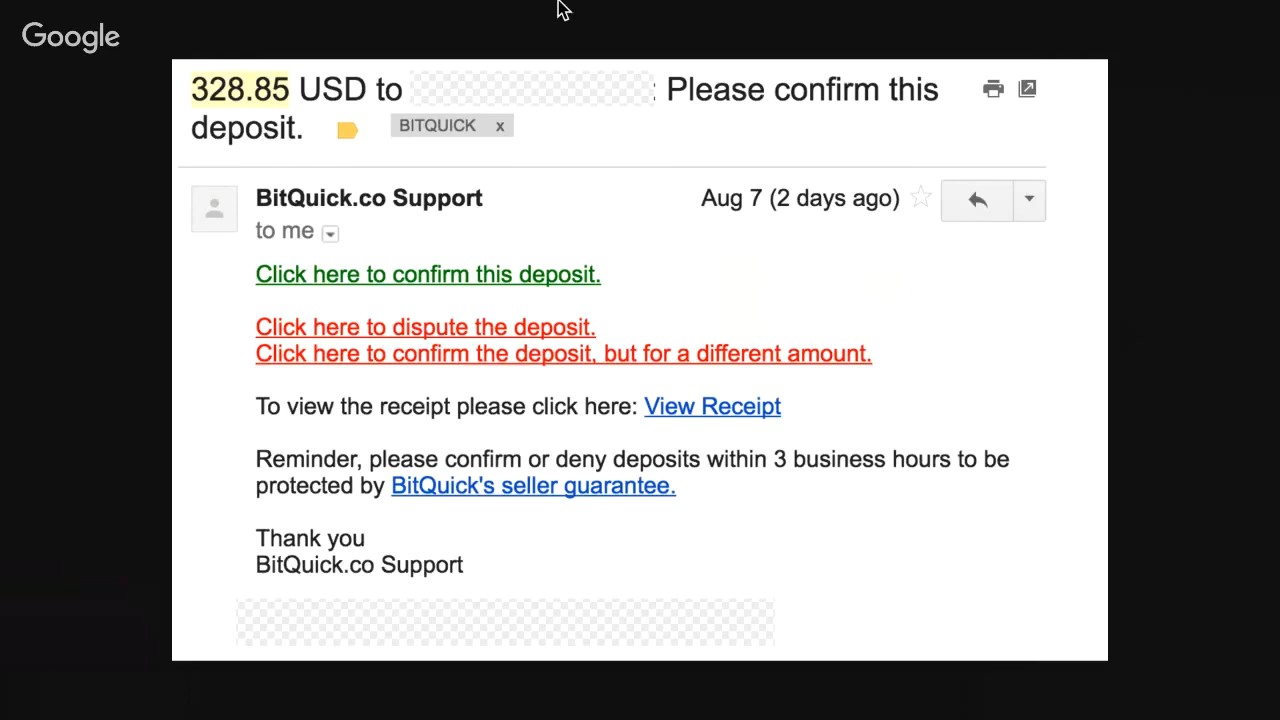 Google
328.85 USD to : Please confirm this
deposit. BITQUICK x
BitQuick.co Support Aug 7 (2 days ago)
to me
Click here to confirm this deposit.
Click here to dispute the deposit.
Click here to confirm the deposit, but for a different amount.
To view the receipt please click here: View Receipt
Reminder, please confirm or deny deposits within 3 business hours to be
protected by BitQuick's seller guarantee.
Thank you
BitQuick.co Support